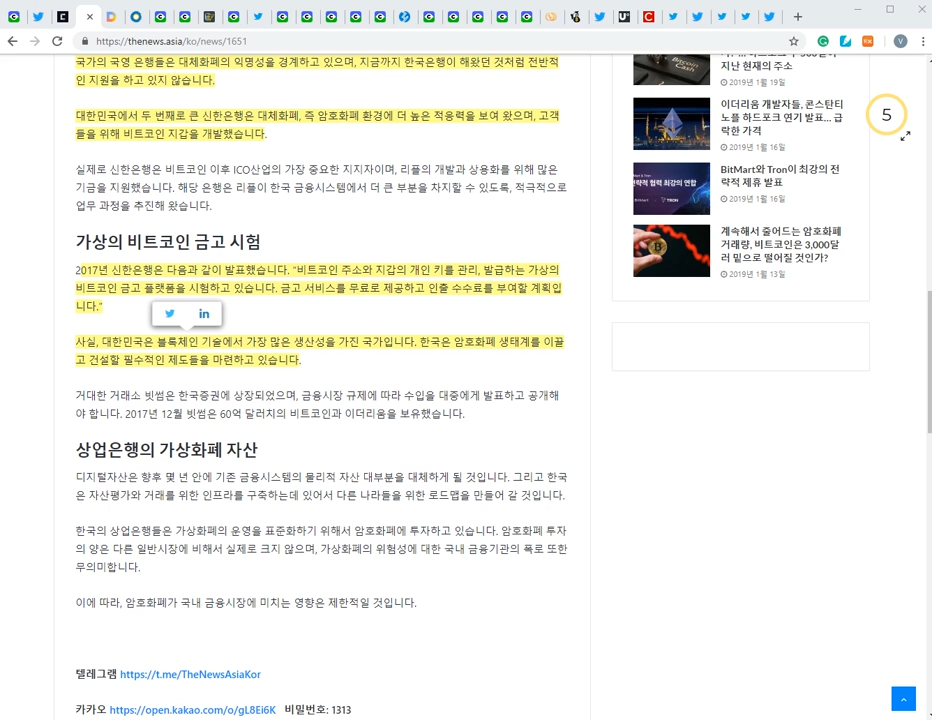 https://thenews.asia/ko/news/1651
국가의 국영 은행들은 대체화폐의 익명성을 경계하고 있으며, 지금까지 한국은행이 해왔던 것처럼 전반적
인 지원을 하고 있지 않습니다.
대한민국에서 두 번째로 큰 신한은행은 대체화폐, 즉 암호화폐 환경에 더 높은 적응력을 보여 왔으며, 고객
들을 위해 비트코인 지갑을 개발했습니다.
실제로 신한은행은 비트코인 이후 ICO산업의 가장 중요한 지지자이며, 리플의 개발과 상용화를 위해 많은
기금을 지원했습니다. 해당 은행은 리플이 한국 금융시스템에서 더 큰 부분을 차지할 수 있도록, 적극적으로
업무 과정을 추진해 왔습니다.
가상의 비트코인 금고 시험
2017년 신한은행은 다음과 같이 발표했습니다. "비트코인 주소와 지갑의 개인 키를 관리, 발급하는 가상의
비트코인 금고 플랫폼을 시험하고 있습니다. 금고 서비스를 무료로 제공하고 인출 수수료를 부여할 계획입
니다."
사실, 대한민국은 블록체인 기술에서 가장 많은 생산성을 가진 국가입니다. 한국은 암호화폐 생태계를 이끌
고 건설할 필수적인 제도들을 마련하고 있습니다.
거대한 거래소 빗썸은 한국증권에 상장되었으며, 금융시장 규제에 따라 수입을 대중에게 발표하고 공개해
야 합니다. 2017년 12월 빗썸은 60억 달러치의 비트코인과 이더리움을 보유했습니다.
상업은행의 가상화폐 자산
디지털자산은 향후 몇 년 안에 기존 금융시스템의 물리적 자산 대부분을 대체하게 될 것입니다. 그리고 한국
은 자산평가와 거래를 위한 인프라를 구축하는데 있어서 다른 나라들을 위한 로드맵을 만들어 갈 것입니다.
한국의 상업은행들은 가상화폐의 운영을 표준화하기 위해서 암호화폐에 투자하고 있습니다. 암호화폐 투자
의 양은 다른 일반시장에 비해서 실제로 크지 않으며, 가상화폐의 위험성에 대한 국내 금융기관의 폭로 또한
무의미합니다.
이에 따라, 암호화폐가 국내 금융시장에 미치는 영향은 제한적일 것입니다.
텔레그램 https://t.me/TheNewsAsiaKor
카카오 https://open.kakao.com/o/gL8Ei6K 비밀번호: 1313
지난 현재의 주소
2019년 1월 19일
이더리움 개발자들, 콘스탄티
노플 하드포크 연기 발표... 급
락한 가격
2019년 1월 16일
BitMart와 Tron이 최강의 전
략적 제휴 발표
2019년 1월 16일
계속해서 줄어드는 암호화폐
거래량, 비트코인은 3,000달
러 밑으로 떨어질 것인가?
2019년 1월 13일
5